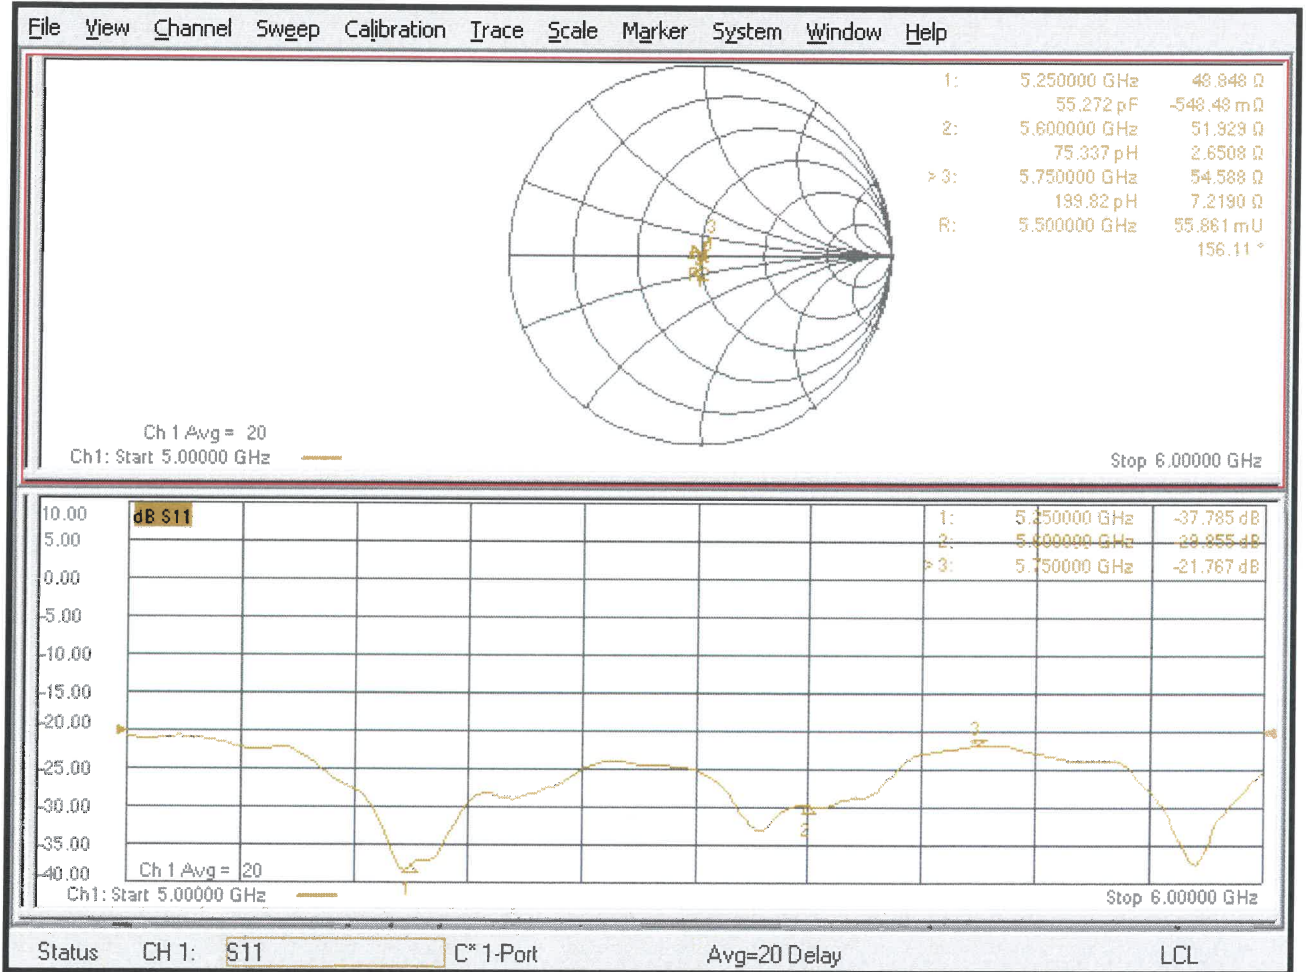 File View Channel Sweep Calibration Trace Scale Marker System Window Help
1: 5.250000 GHz 48.848 Ω
55.272 pF -548.48 mΩ
2: 5.600000 GHz 51.929 Ω
75.337 pH 2.6508 Ω
> 3: 5.750000 GHz 54.588 Ω
199.82 pH 7.2190 Ω
R: 5.500000 GHz 55.861 mU
156.11 °
3
Ch 1 Avg = 20
Ch1: Start 5.00000 GHz
Stop 6.00000 GHz
10.00 dB S11 1: 5.250000 GHz -37.785 dB
5.00 2: 5.600000 GHz -29.855 dB
> 3: 5.750000 GHz -21.767 dB
0.00
-5.00
-10.00
-15.00
-20.00
3
-25.00
-30.00
2
-35.00
-40.00
Ch 1 Avg = 20
1
Ch1: Start 5.00000 GHz
Stop 6.00000 GHz
Status CH 1: S11 C* 1-Port Avg=20 Delay LCL